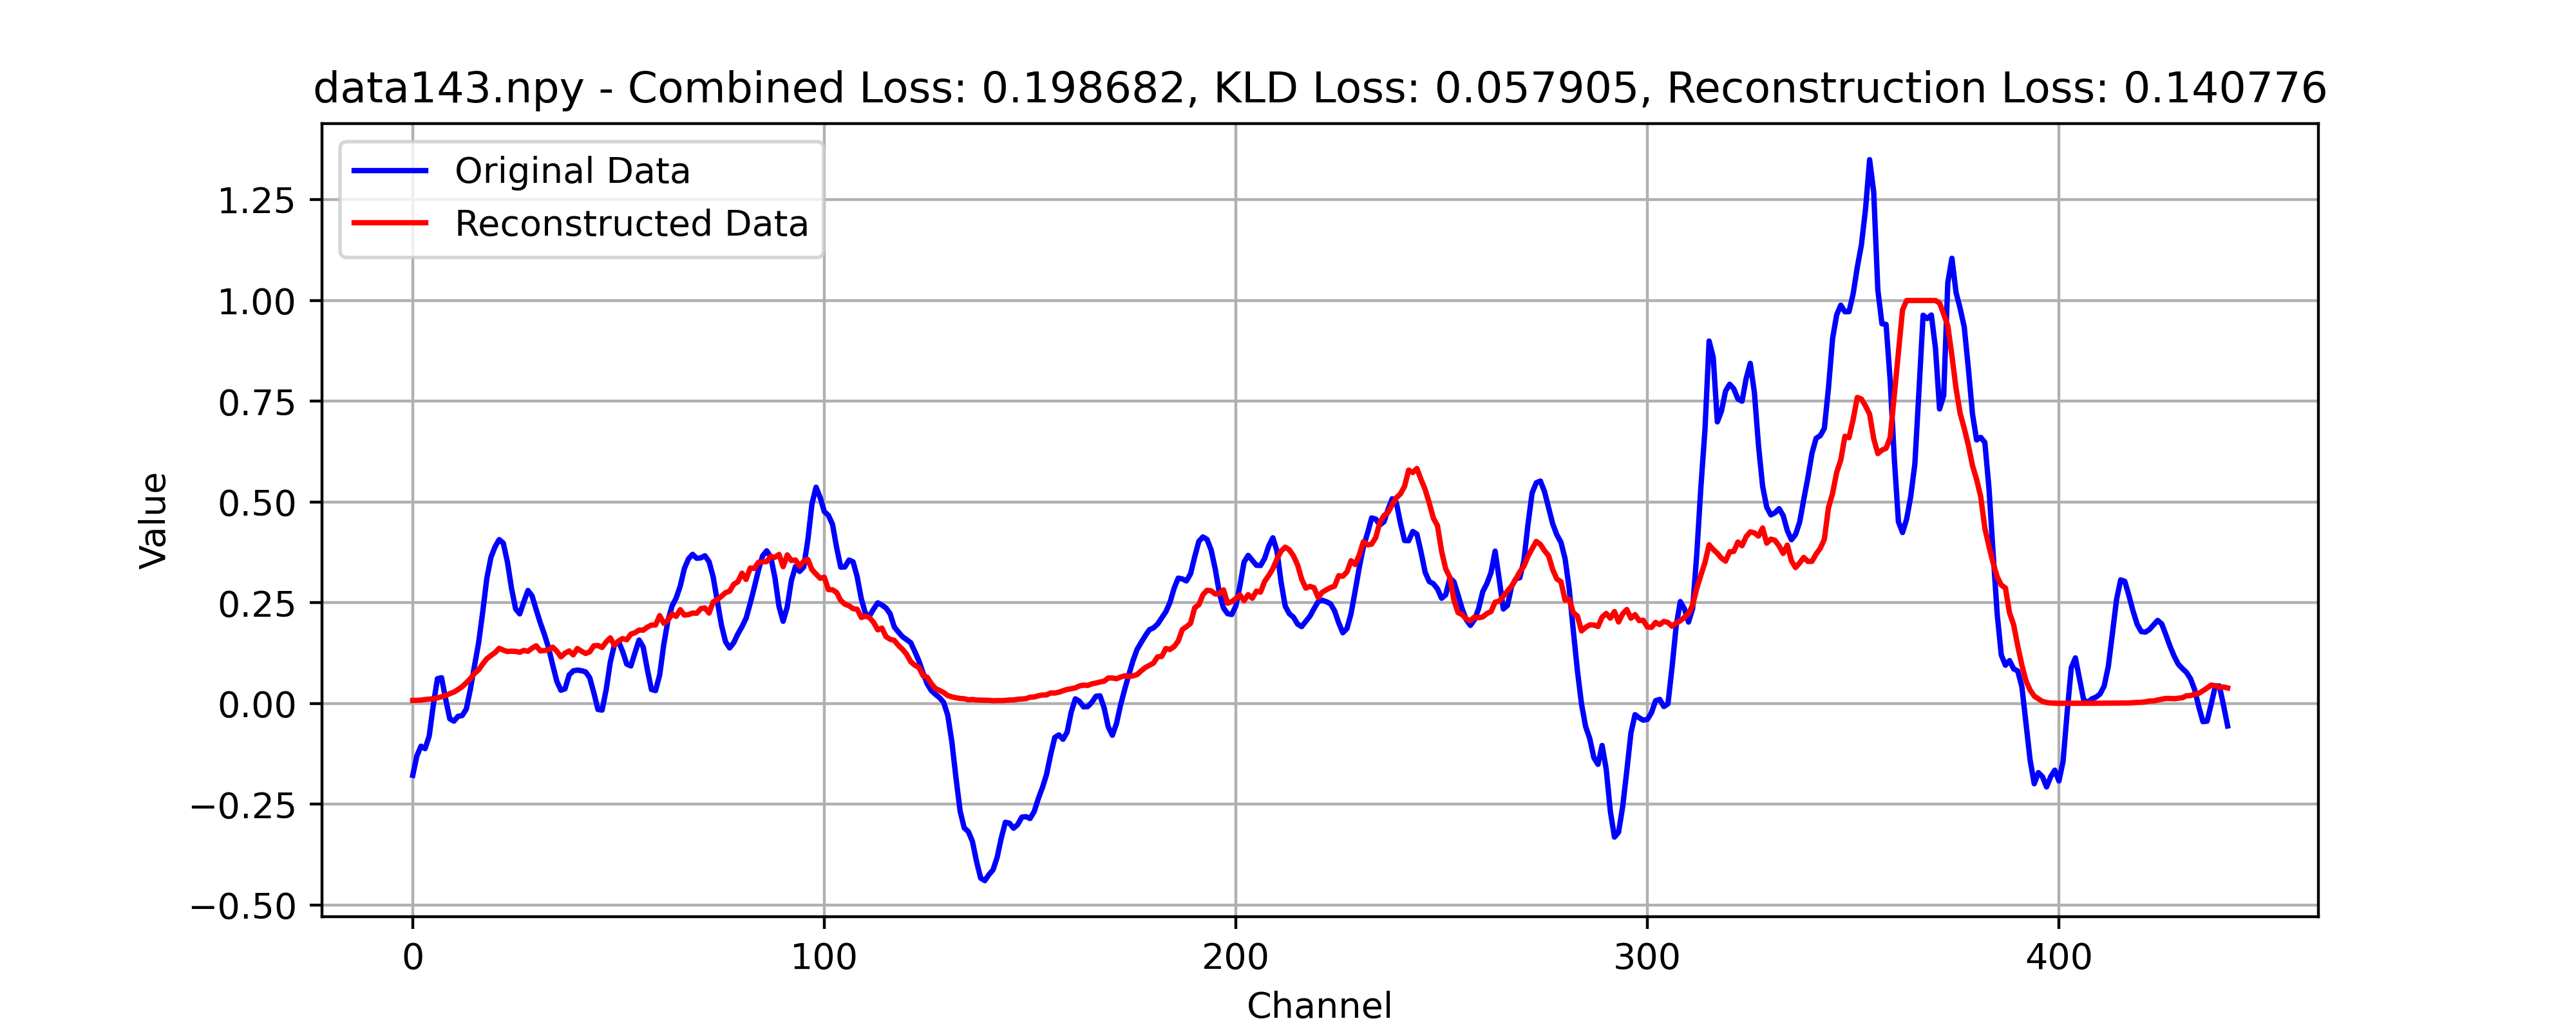 data143.npy - Combined Loss: 0.198682, KLD Loss: 0.057905, Reconstruction Loss: 0.140776
Original Data
Reconstructed Data
1.25
1.00
0.75
0.50
0.25
0.00
−0.25
−0.50
Value
0 100 200 300 400
Channel